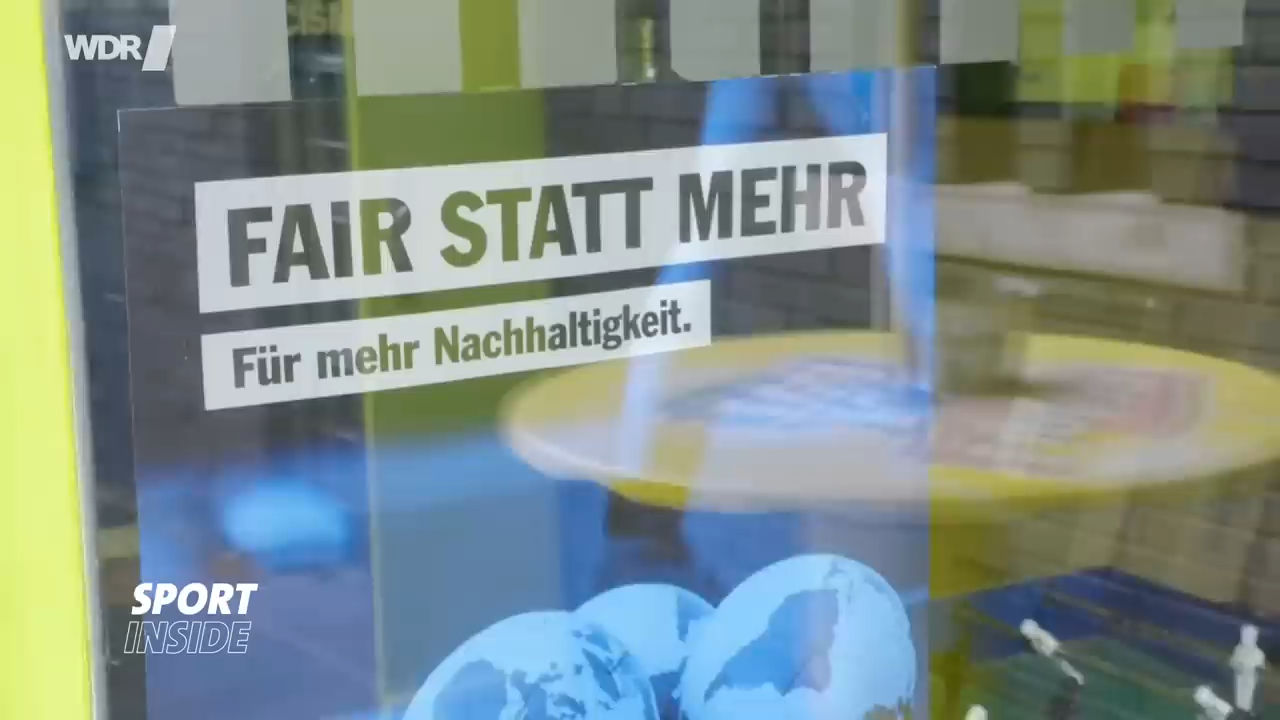 WDR
FAIR STATT MEHR
Für mehr Nachhaltigkeit.
SPORT
INSIDE